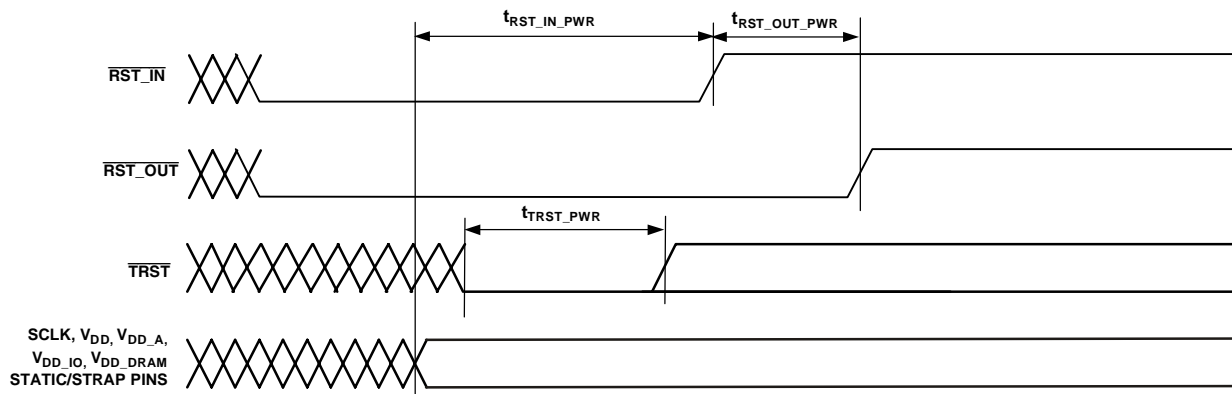 tRST_IN_PWR
tRST_OUT_PWR
RST_IN
RST_OUT
tTRST_PWR
TRST
SCLK, VDD, VDD_A,
VDD_IO, VDD_DRAM
STATIC/STRAP PINS